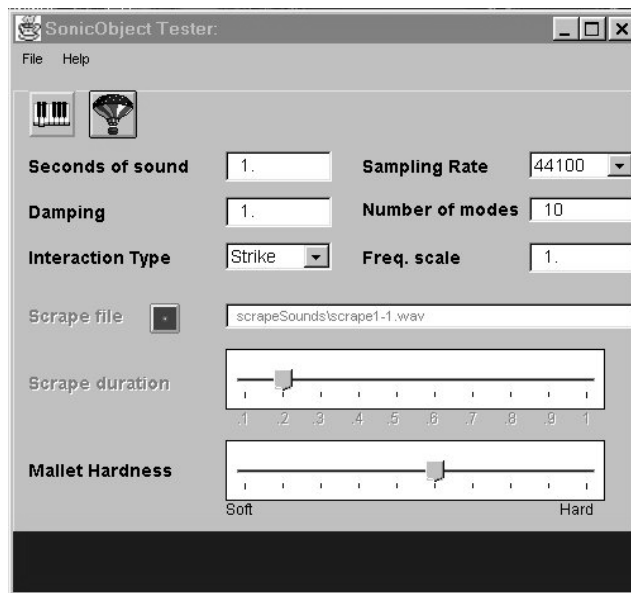 SonicObject Tester:
File Help
Seconds of sound 1. Sampling Rate 44100
Damping 1. Number of modes 10
Interaction Type Strike Freq. scale 1.
Scrape file scrapeSounds\scrape1-1.wav
Scrape duration
.1 .2 .3 .4 .5 .6 .7 .8 .9 1
Mallet Hardness
Soft Hard